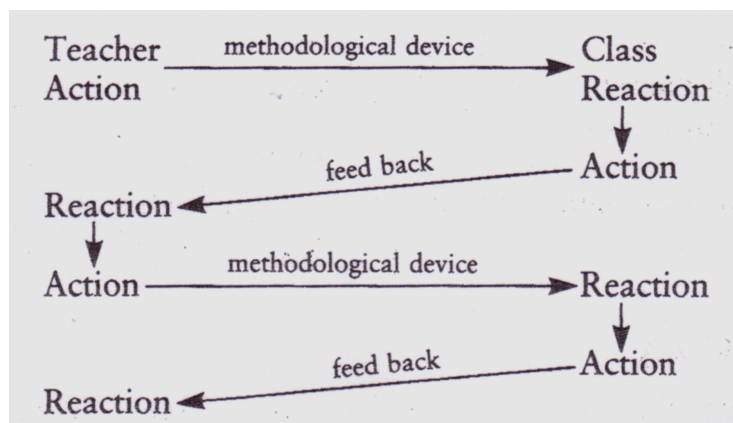 Teacher methodological device Class
Action Reaction
feed back Action
Reaction
Action methodological device Reaction
feed back Action
Reaction